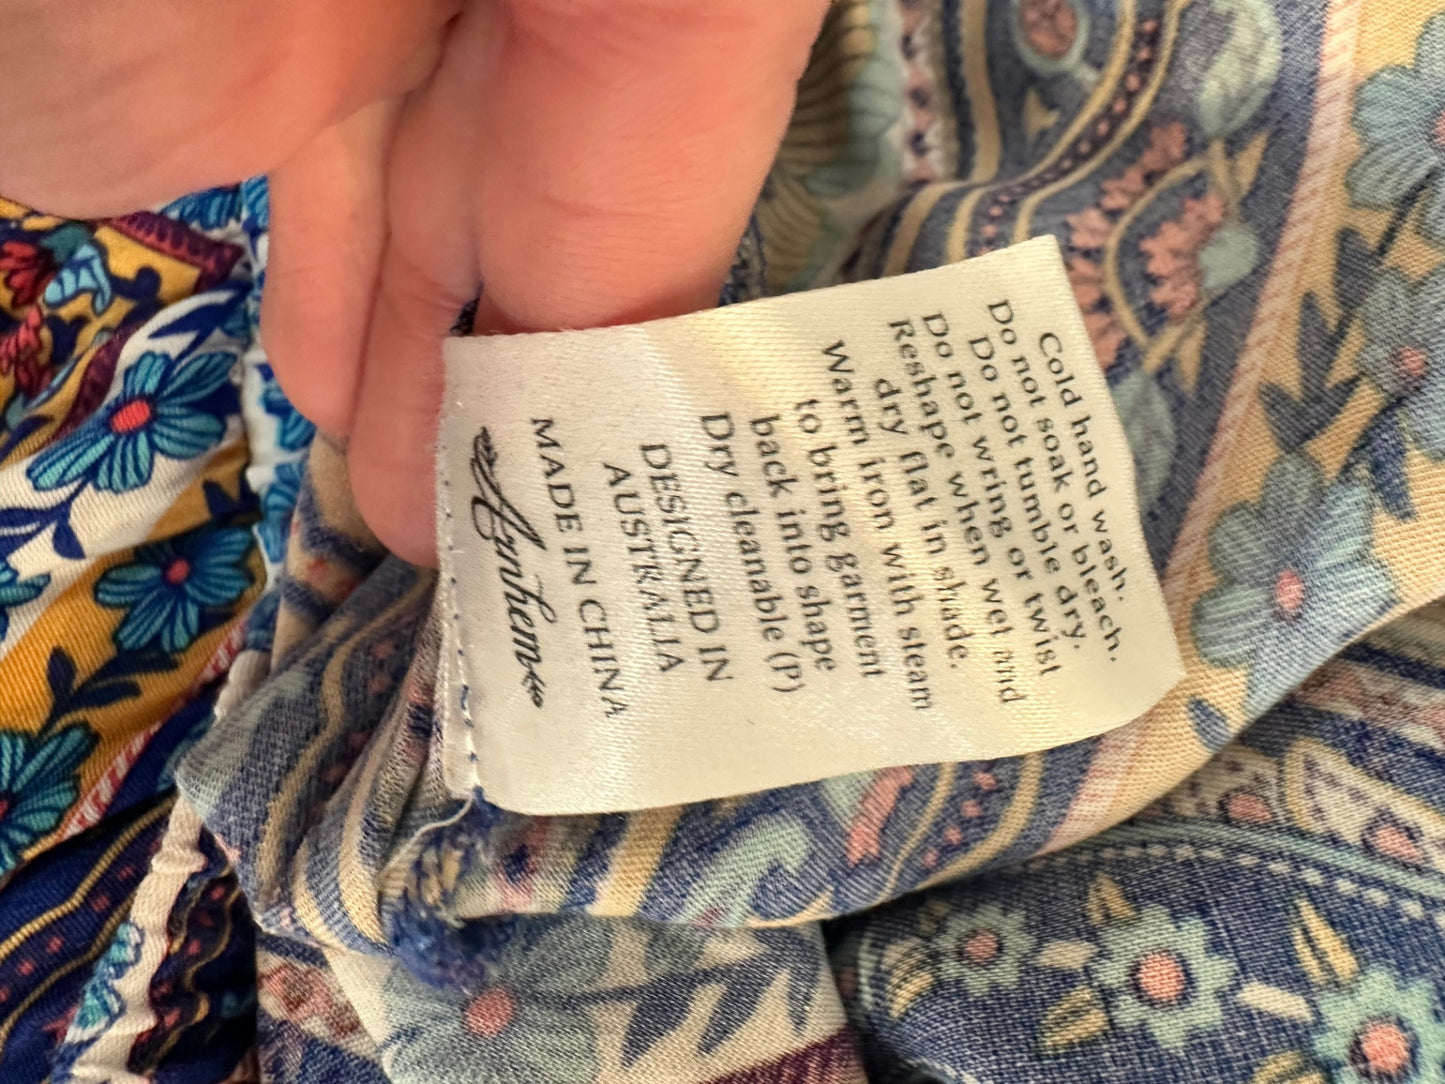 Cold hand wash.
Do not soak or bleach.
Do not tumble dry.
Do not wring or twist
Reshape when wet and
dry flat in shade.
Warm iron with steam
to bring garment
back into shape
Dry cleanable (P)
DESIGNED IN
AUSTRALIA
MADE IN CHINA
Arnhem